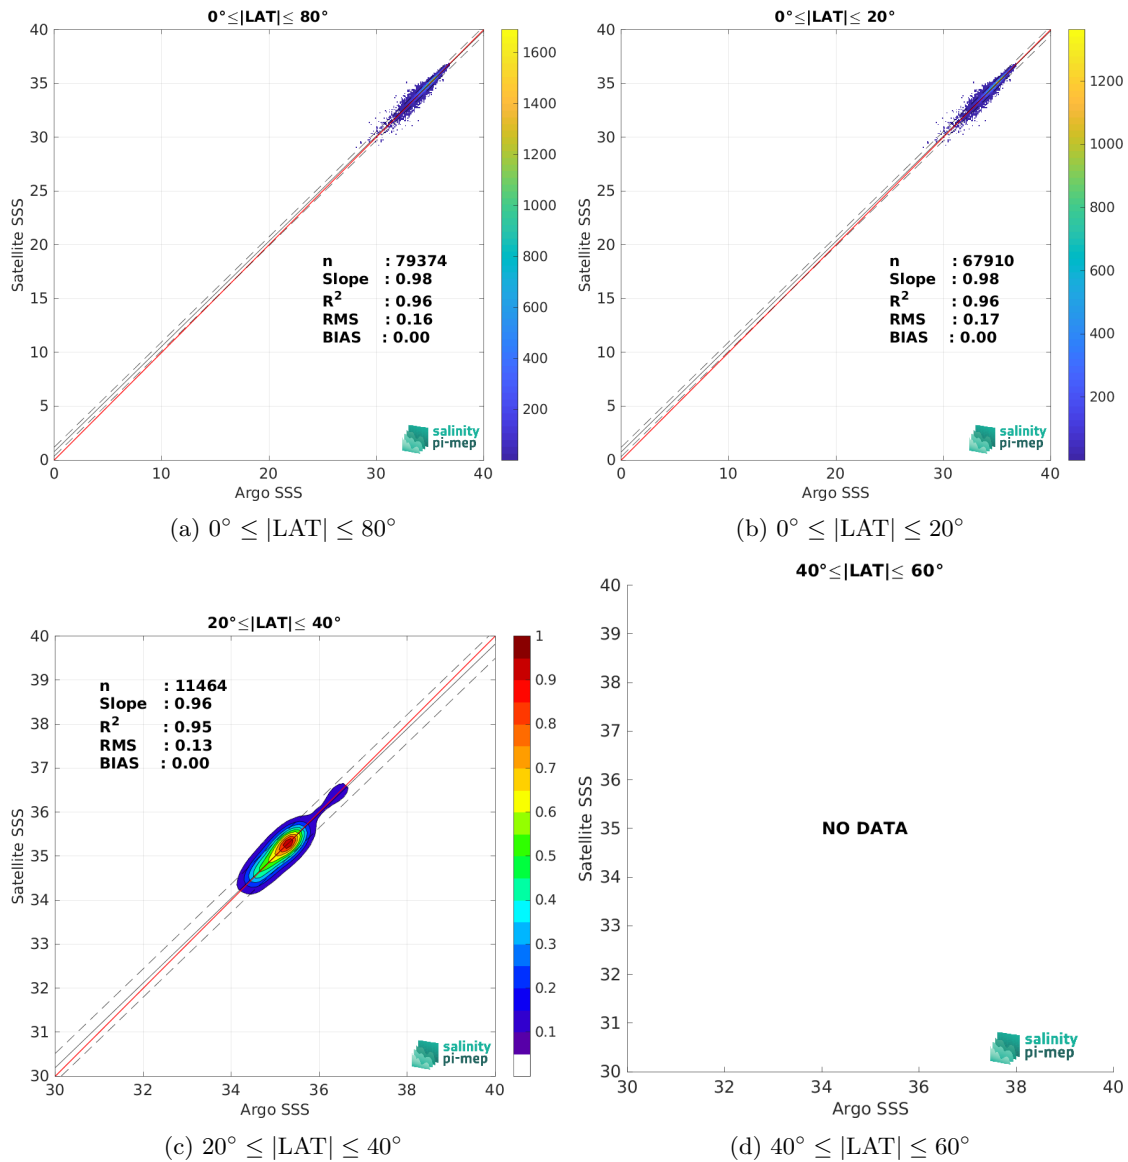 0°≤|LAT|≤ 80°
Satellite SSS
40
35
30
25
20
15
10
5
0
n : 79374
Slope : 0.98
R² : 0.96
RMS : 0.16
BIAS : 0.00
salinity
pi-mep
0 10 20 30 40
Argo SSS
1600
1400
1200
1000
800
600
400
200
(a) 0° ≤ |LAT| ≤ 80°
0°≤|LAT|≤ 20°
Satellite SSS
40
35
30
25
20
15
10
5
0
n : 67910
Slope : 0.98
R² : 0.96
RMS : 0.17
BIAS : 0.00
salinity
pi-mep
0 10 20 30 40
Argo SSS
1200
1000
800
600
400
200
(b) 0° ≤ |LAT| ≤ 20°
20°≤|LAT|≤ 40°
Satellite SSS
40
39
38
37
36
35
34
33
32
31
30
n : 11464
Slope : 0.96
R² : 0.95
RMS : 0.13
BIAS : 0.00
salinity
pi-mep
30 32 34 36 38 40
Argo SSS
1
0.9
0.8
0.7
0.6
0.5
0.4
0.3
0.2
0.1
(c) 20° ≤ |LAT| ≤ 40°
40°≤|LAT|≤ 60°
Satellite SSS
40
39
38
37
36
35
34
33
32
31
30
NO DATA
salinity
pi-mep
30 32 34 36 38 40
Argo SSS
(d) 40° ≤ |LAT| ≤ 60°